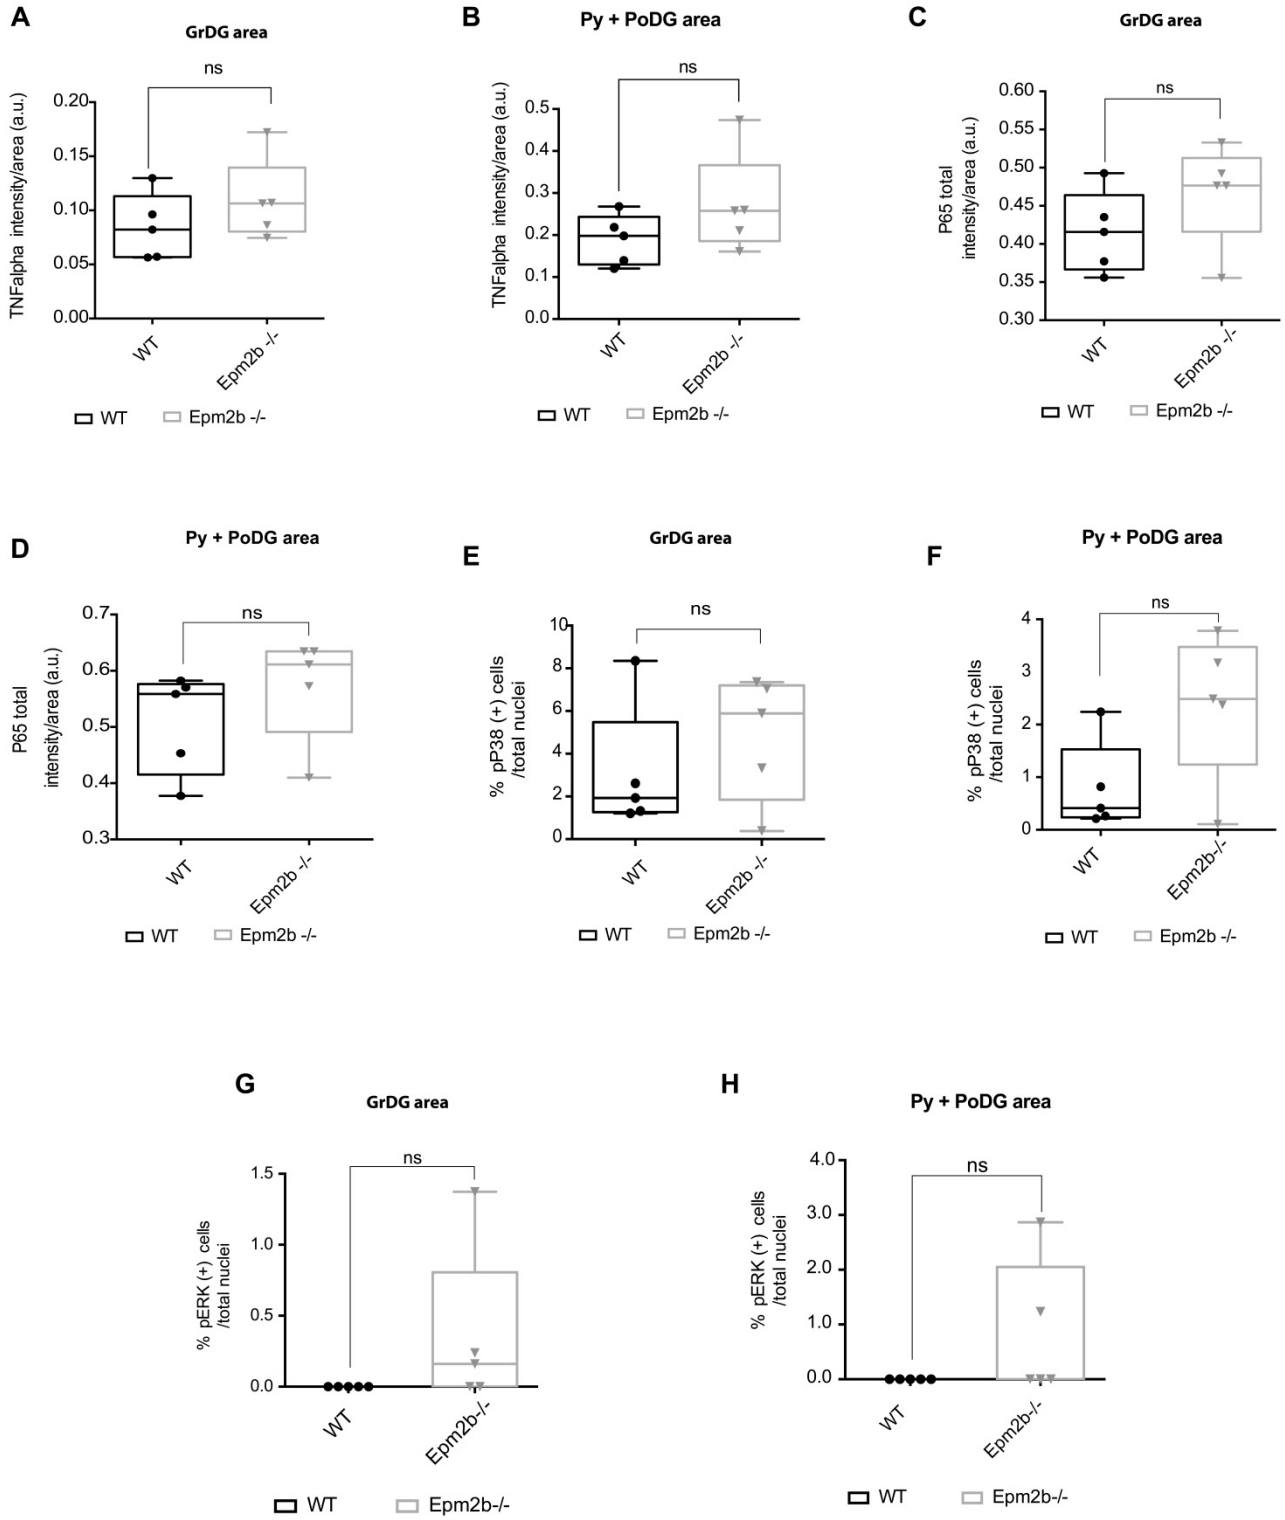 A
GrDG area
ns
TNFalpha intensity/area (a.u.)
0.20
0.15
0.10
0.05
0.00
WT
Epm2b -/-
WT
Epm2b -/-
B
Py + PoDG area
ns
TNFalpha intensity/area (a.u.)
0.5
0.4
0.3
0.2
0.1
0.0
WT
Epm2b -/-
WT
Epm2b -/-
C
GrDG area
ns
P65 total
intensity/area (a.u.)
0.60
0.55
0.50
0.45
0.40
0.35
0.30
WT
Epm2b -/-
WT
Epm2b -/-
D
Py + PoDG area
ns
P65 total
intensity/area (a.u.)
0.7
0.6
0.5
0.4
0.3
WT
Epm2b -/-
WT
Epm2b -/-
E
GrDG area
ns
% pP38 (+) cells
/total nuclei
10
8
6
4
2
0
WT
Epm2b -/-
WT
Epm2b -/-
F
Py + PoDG area
ns
% pP38 (+) cells
/total nuclei
4
3
2
1
0
WT
Epm2b-/-
WT
Epm2b -/-
G
GrDG area
ns
% pERK (+) cells
/total nuclei
1.5
1.0
0.5
0.0
WT
Epm2b-/-
WT
Epm2b-/-
H
Py + PoDG area
ns
% pERK (+) cells
/total nuclei
4.0
3.0
2.0
1.0
0.0
WT
Epm2b-/-
WT
Epm2b-/-